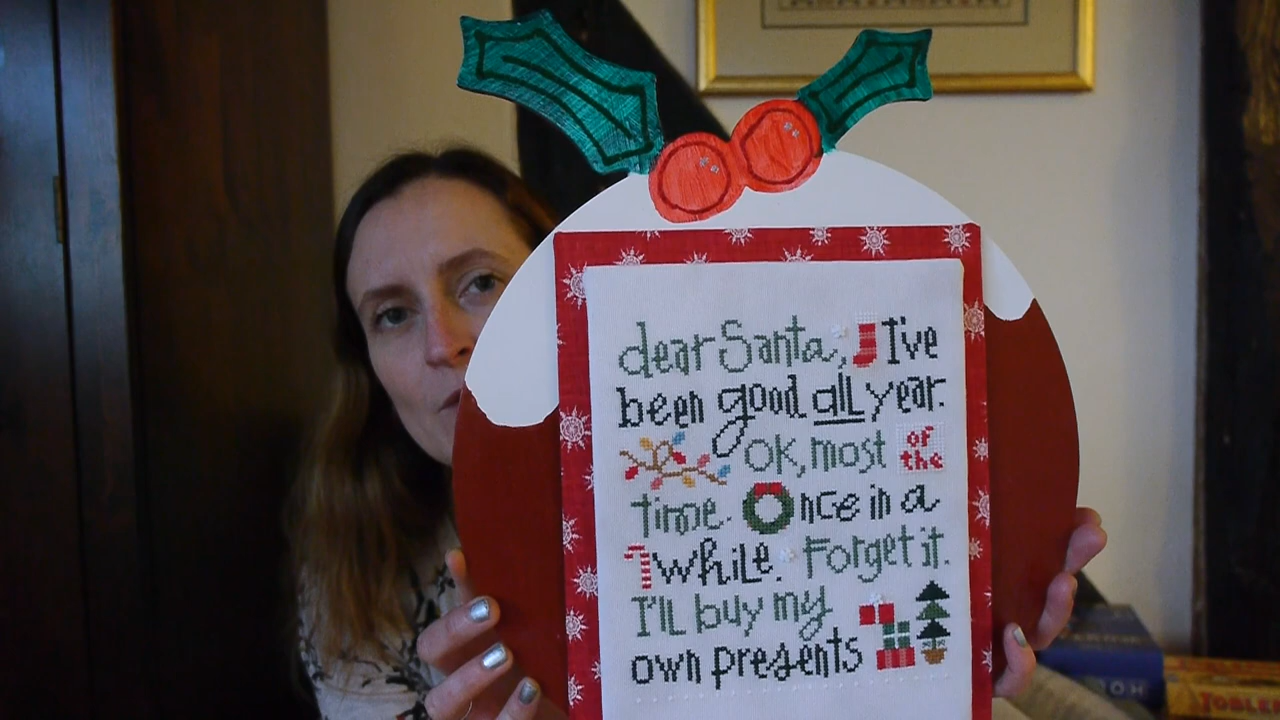 dear Santa, I've
been good all year.
OK, most of the
time. Once in a
while. Forget it.
I'll buy my
own presents
TOBLE